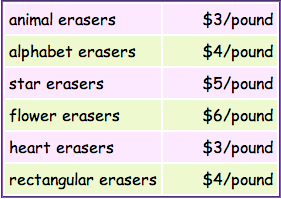 animal erasers $3/pound
alphabet erasers $4/pound
star erasers $5/pound
flower erasers $6/pound
heart erasers $3/pound
rectangular erasers $4/pound